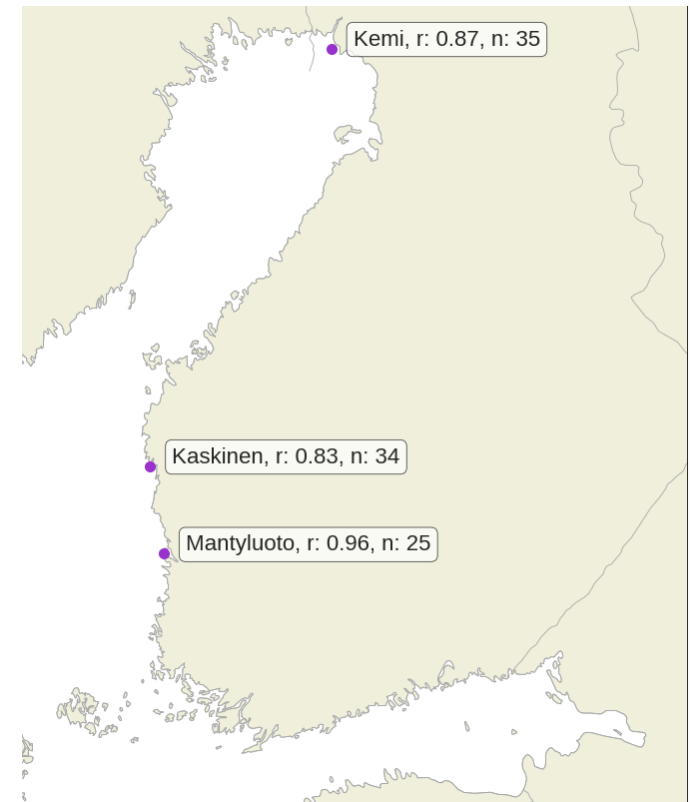 Kemi, r: 0.87, n: 35
Kaskinen, r: 0.83, n: 34
Mantyluoto, r: 0.96, n: 25